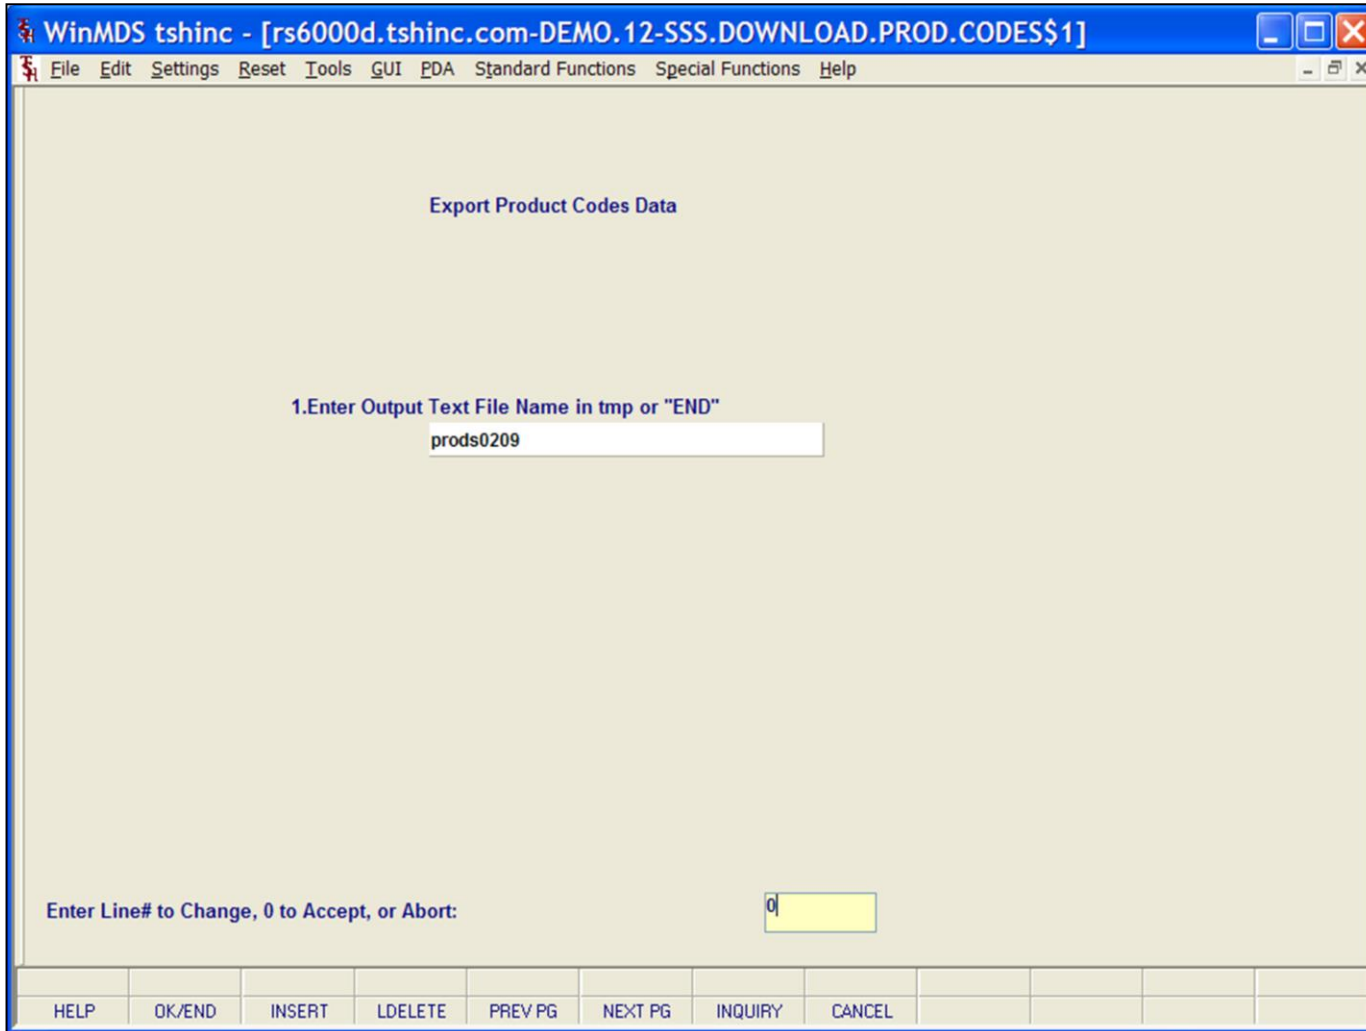 WinMDS tshinc - [rs6000d.tshinc.com-DEMO.12-SSS.DOWNLOAD.PROD.CODES$1]
File Edit Settings Reset Tools GUI PDA Standard Functions Special Functions Help
Export Product Codes Data
1.Enter Output Text File Name in tmp or "END"
prods0209
Enter Line# to Change, 0 to Accept, or Abort: 0
HELP OK/END INSERT LDELETE PREV PG NEXT PG INQUIRY CANCEL